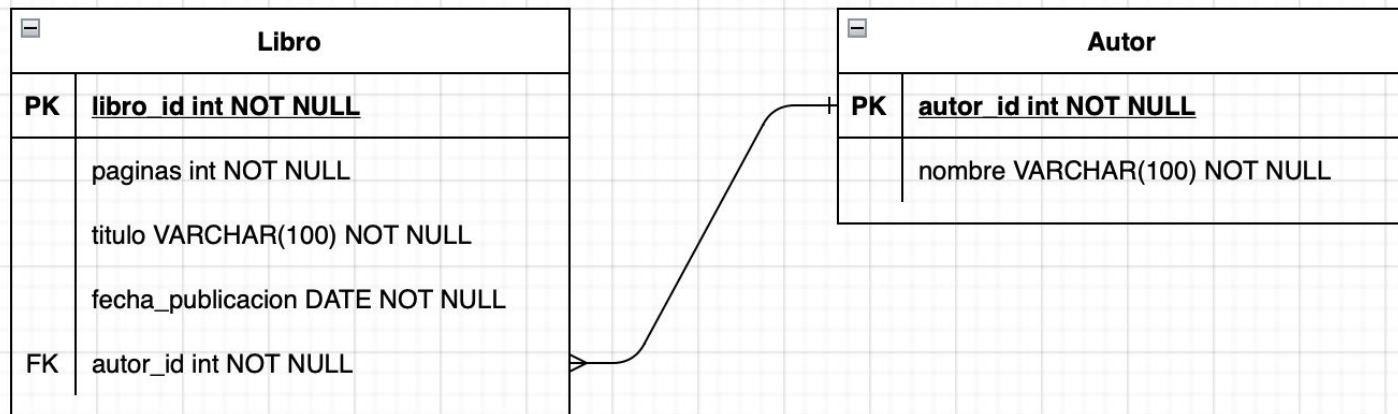 Libro
PK libro_id int NOT NULL
paginas int NOT NULL
titulo VARCHAR(100) NOT NULL
fecha_publicacion DATE NOT NULL
FK autor_id int NOT NULL
Autor
PK autor_id int NOT NULL
nombre VARCHAR(100) NOT NULL